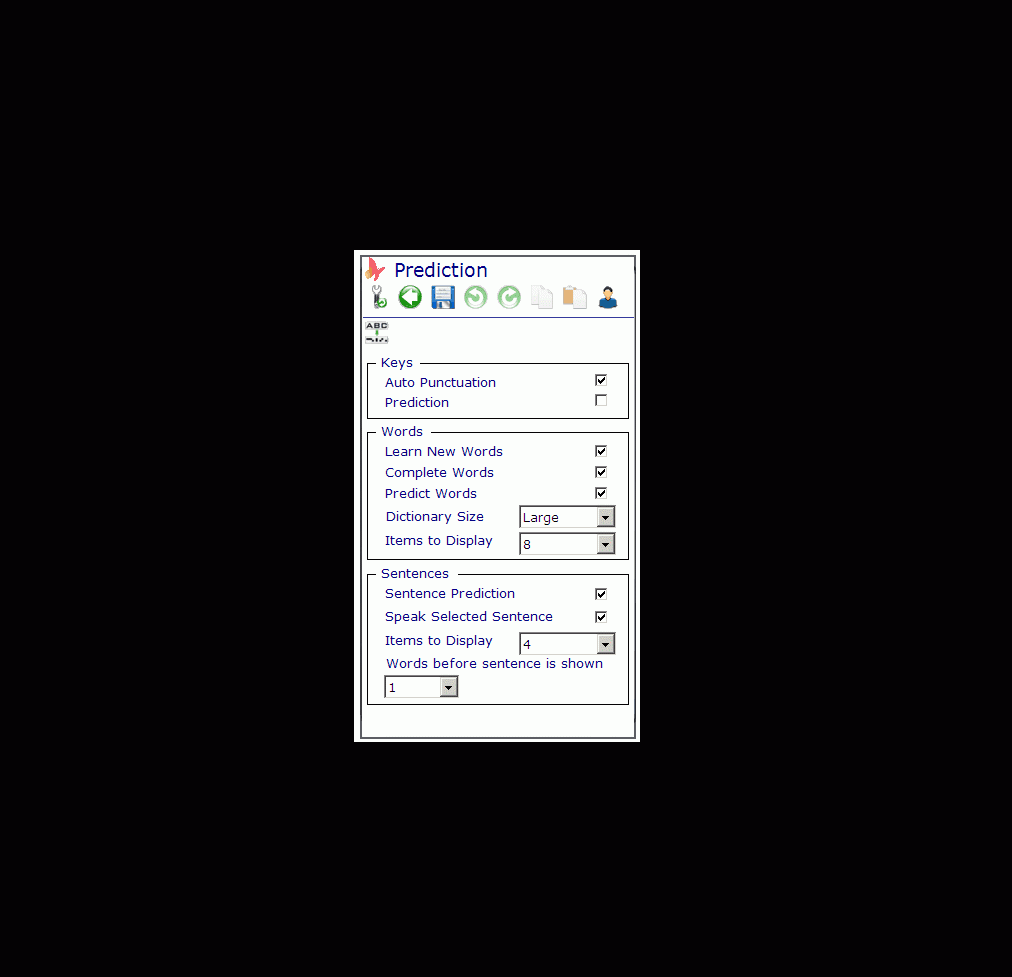 Prediction
ABC
Keys
Auto Punctuation
Prediction
Words
Learn New Words
Complete Words
Predict Words
Dictionary Size Large
Items to Display 8
Sentences
Sentence Prediction
Speak Selected Sentence
Items to Display 4
Words before sentence is shown
1